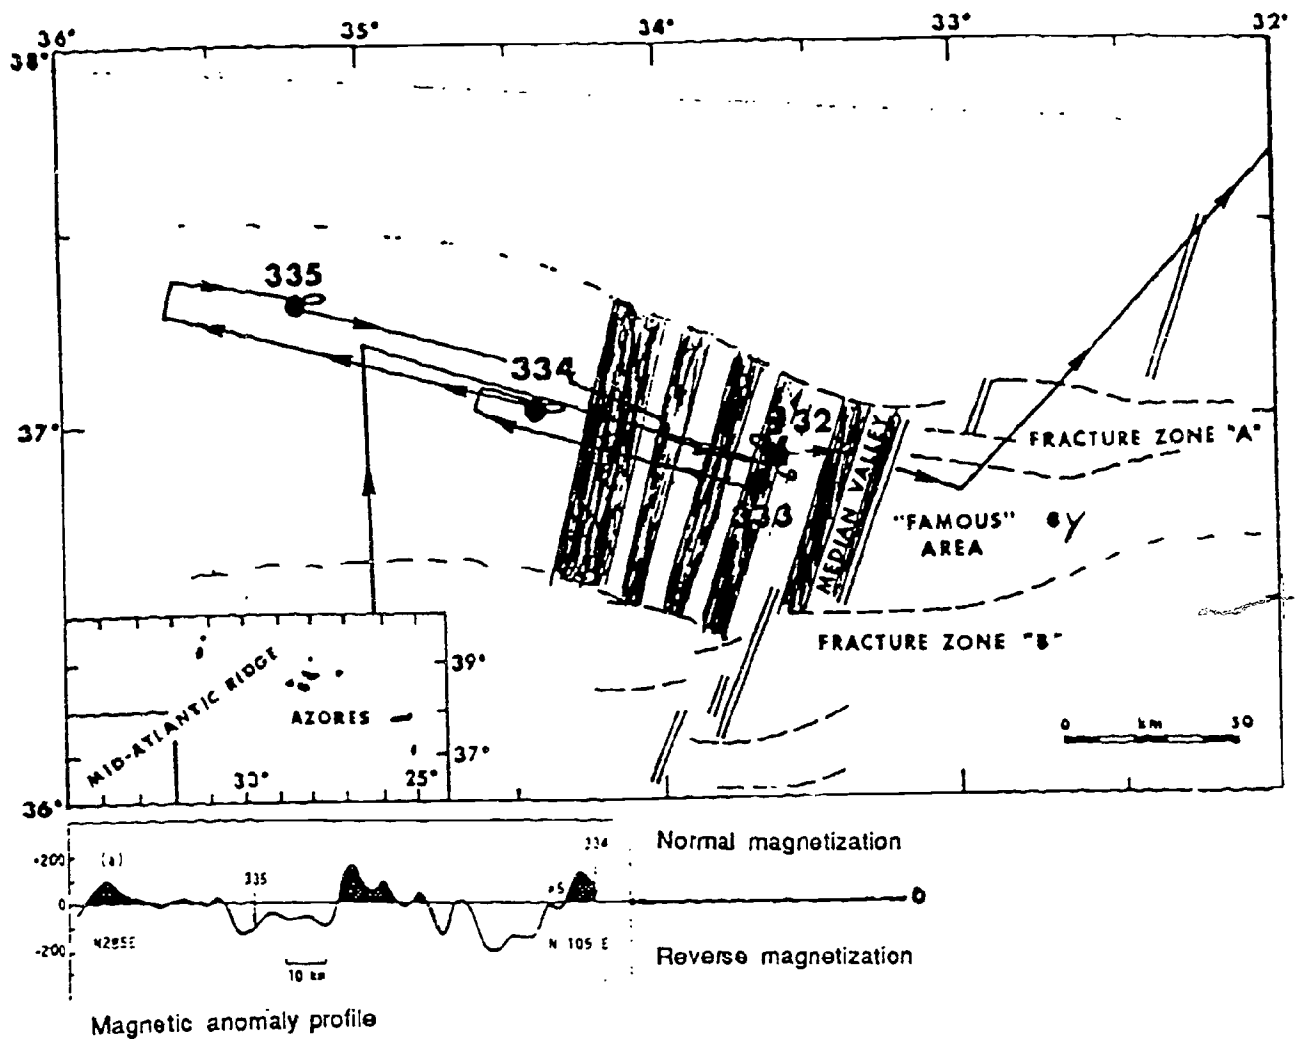 36° 35° 34° 33° 32°
38°
335
334
332
37°
FRACTURE ZONE "A"
333
MEDIAN VALLEY
"FAMOUS"
AREA
FRACTURE ZONE "B"
39°
MID-ATLANTIC RIDGE
AZORES
0 km 50
37°
30° 25°
36°
Normal magnetization
+200 (a) 335 334
0 0
N285E N 105 E
-200 10 km
Reverse magnetization
Magnetic anomaly profile